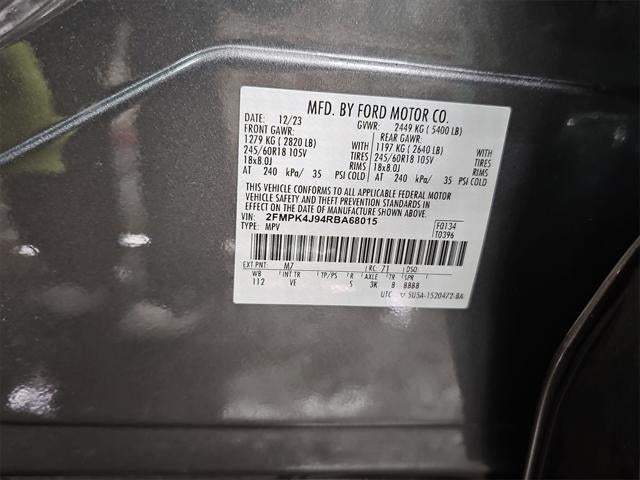 MFD. BY FORD MOTOR CO.
DATE: 12/23 GVWR: 2449 KG ( 5400 LB)
FRONT GAWR: REAR GAWR:
1279 KG ( 2820 LB) WITH 1197 KG ( 2640 LB) WITH
245/60R18 105V TIRES 245/60R18 105V TIRES
18x8.0J RIMS 18x8.0J RIMS
AT 240 kPa/ 35 PSI COLD AT 240 kPa/ 35 PSI COLD
THIS VEHICLE CONFORMS TO ALL APPLICABLE FEDERAL MOTOR
VEHICLE SAFETY AND THEFT PREVENTION STANDARDS IN
EFFECT ON THE DATE OF MANUFACTURE SHOWN ABOVE.
VIN: 2FMPK4J94RBA68015 F0134
TYPE: MPV T0396
EXT PNT: M7 RC: 71 DSO:
WB INT TR TP/PS R AXLE TR SPR
112 VE 5 3K B BBBB
UTC 5U5A-1520472-BA